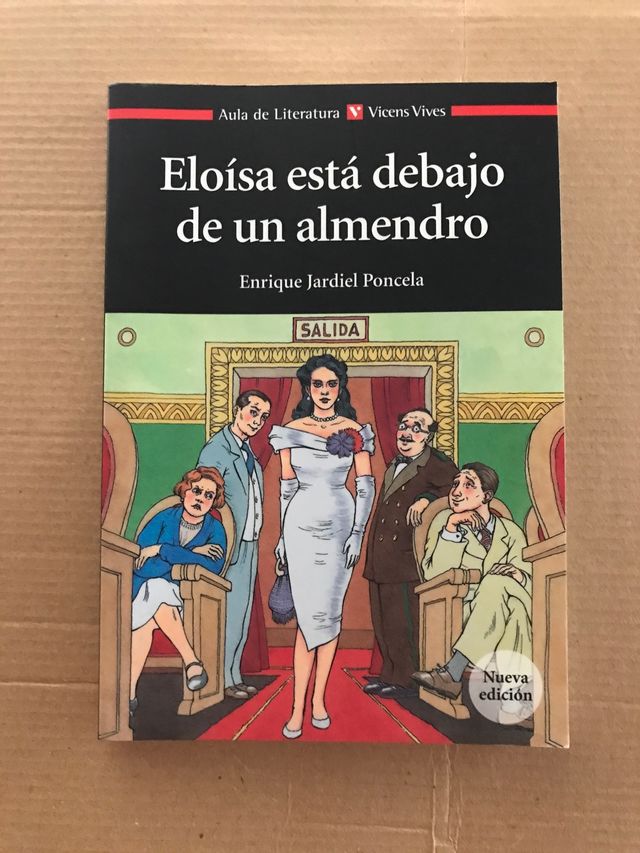 Aula de Literatura V Vicens Vives
Eloísa está debajo
de un almendro
Enrique Jardiel Poncela
SALIDA
Nueva
edición